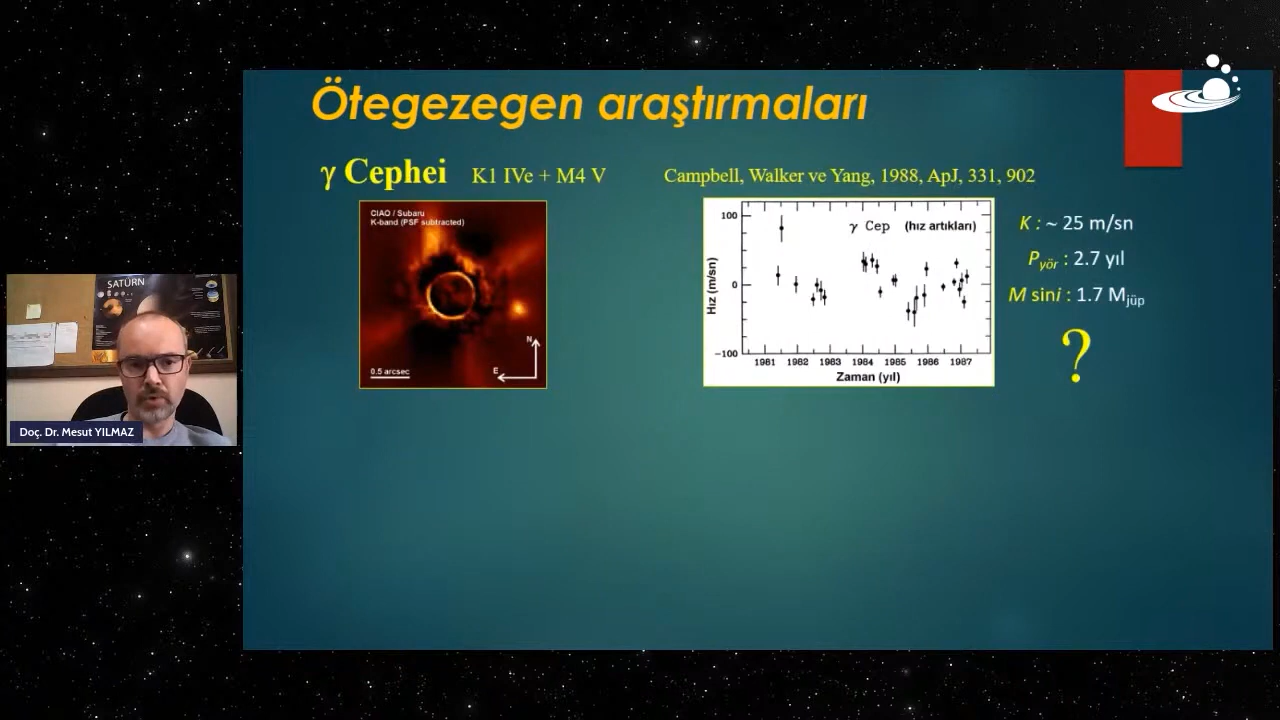 Ötegezegen araştırmaları
γ Cephei K1 IVe + M4 V
Campbell, Walker ve Yang, 1988, ApJ, 331, 902
CIAO / Subaru
K-band (PSF subtracted)
N
E
0.5 arcsec
γ Cep (hız artıkları)
100
0
-100
Hız (m/sn)
1981 1982 1983 1984 1985 1986 1987
Zaman (yıl)
K : ~ 25 m/sn
Pyör : 2.7 yıl
M sini : 1.7 Mjüp
?
SATÜRN
Doç. Dr. Mesut YILMAZ